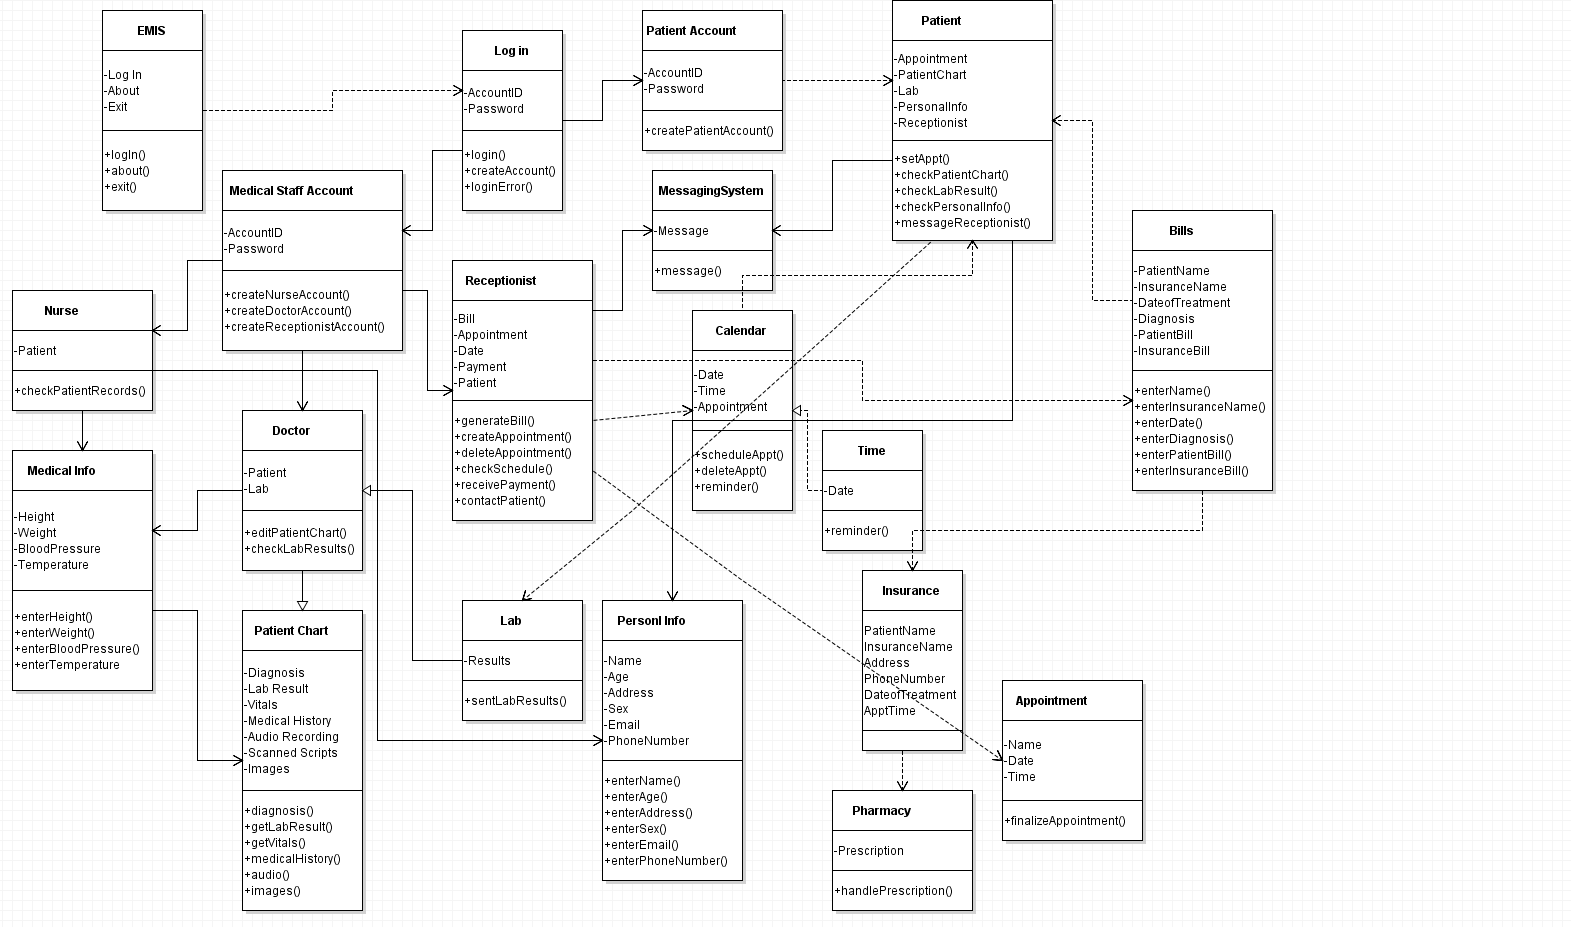 EMIS
-Log In
-About
-Exit
+logIn()
+about()
+exit()
Log in
-AccountID
-Password
+login()
+createAccount()
+loginError()
Patient Account
-AccountID
-Password
+createPatientAccount()
Patient
-Appointment
-PatientChart
-Lab
-PersonalInfo
-Receptionist
+setAppt()
+checkPatientChart()
+checkLabResult()
+checkPersonalInfo()
+messageReceptionist()
Medical Staff Account
-AccountID
-Password
+createNurseAccount()
+createDoctorAccount()
+createReceptionistAccount()
MessagingSystem
-Message
+message()
Bills
-PatientName
-InsuranceName
-DateofTreatment
-Diagnosis
-PatientBill
-InsuranceBill
+enterName()
+enterInsuranceName()
+enterDate()
+enterDiagnosis()
+enterPatientBill()
+enterInsuranceBill()
Receptionist
-Bill
-Appointment
-Date
-Payment
-Patient
+generateBill()
+createAppointment()
+deleteAppointment()
+checkSchedule()
+receivePayment()
+contactPatient()
Nurse
-Patient
+checkPatientRecords()
Calendar
-Date
-Time
-Appointment
+scheduleAppt()
+deleteAppt()
+reminder()
Doctor
-Patient
-Lab
+editPatientChart()
+checkLabResults()
Time
-Date
+reminder()
Medical Info
-Height
-Weight
-BloodPressure
-Temperature
+enterHeight()
+enterWeight()
+enterBloodPressure()
+enterTemperature
Insurance
PatientName
InsuranceName
Address
PhoneNumber
DateofTreatment
ApptTime
Patient Chart
-Diagnosis
-Lab Result
-Vitals
-Medical History
-Audio Recording
-Scanned Scripts
-Images
+diagnosis()
+getLabResult()
+getVitals()
+medicalHistory()
+audio()
+images()
Lab
-Results
+sentLabResults()
Personl Info
-Name
-Age
-Address
-Sex
-Email
-PhoneNumber
+enterName()
+enterAge()
+enterAddress()
+enterSex()
+enterEmail()
+enterPhoneNumber()
Appointment
-Name
-Date
-Time
+finalizeAppointment()
Pharmacy
-Prescription
+handlePrescription()